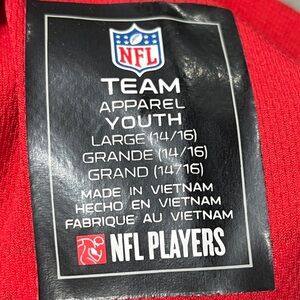 NFL
TEAM
APPAREL
YOUTH
LARGE (14/16)
GRANDE (14/16)
GRAND (14/16)
MADE IN VIETNAM
HECHO EN VIETNAM
FABRIQUE AU VIETNAM
NFL PLAYERS